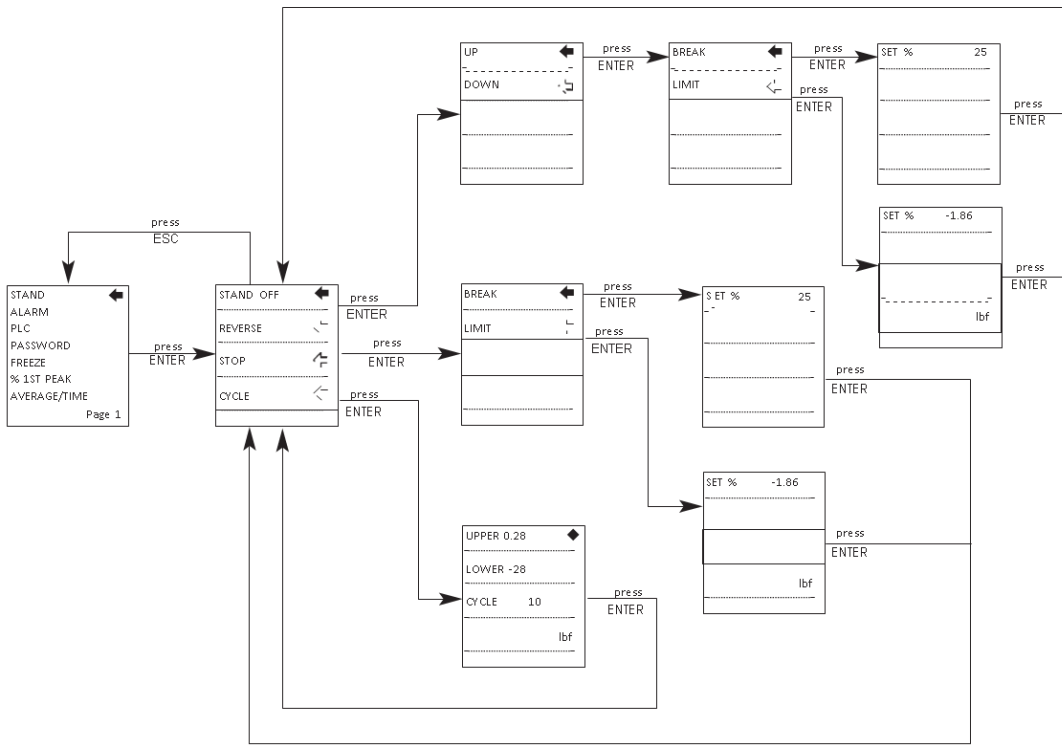 UP
DOWN
press
ENTER
BREAK
LIMIT
press
ENTER
press
ENTER
SET % 25
press
ENTER
SET % -1.86
lbf
press
ENTER
press
ESC
STAND
ALARM
PLC
PASSWORD
FREEZE
% 1ST PEAK
AVERAGE/TIME
Page 1
press
ENTER
STAND OFF
REVERSE
STOP
CYCLE
press
ENTER
press
ENTER
press
ENTER
BREAK
LIMIT
press
ENTER
press
ENTER
SET % 25
press
ENTER
SET % -1.86
lbf
press
ENTER
UPPER 0.28
LOWER -28
CYCLE 10
lbf
press
ENTER